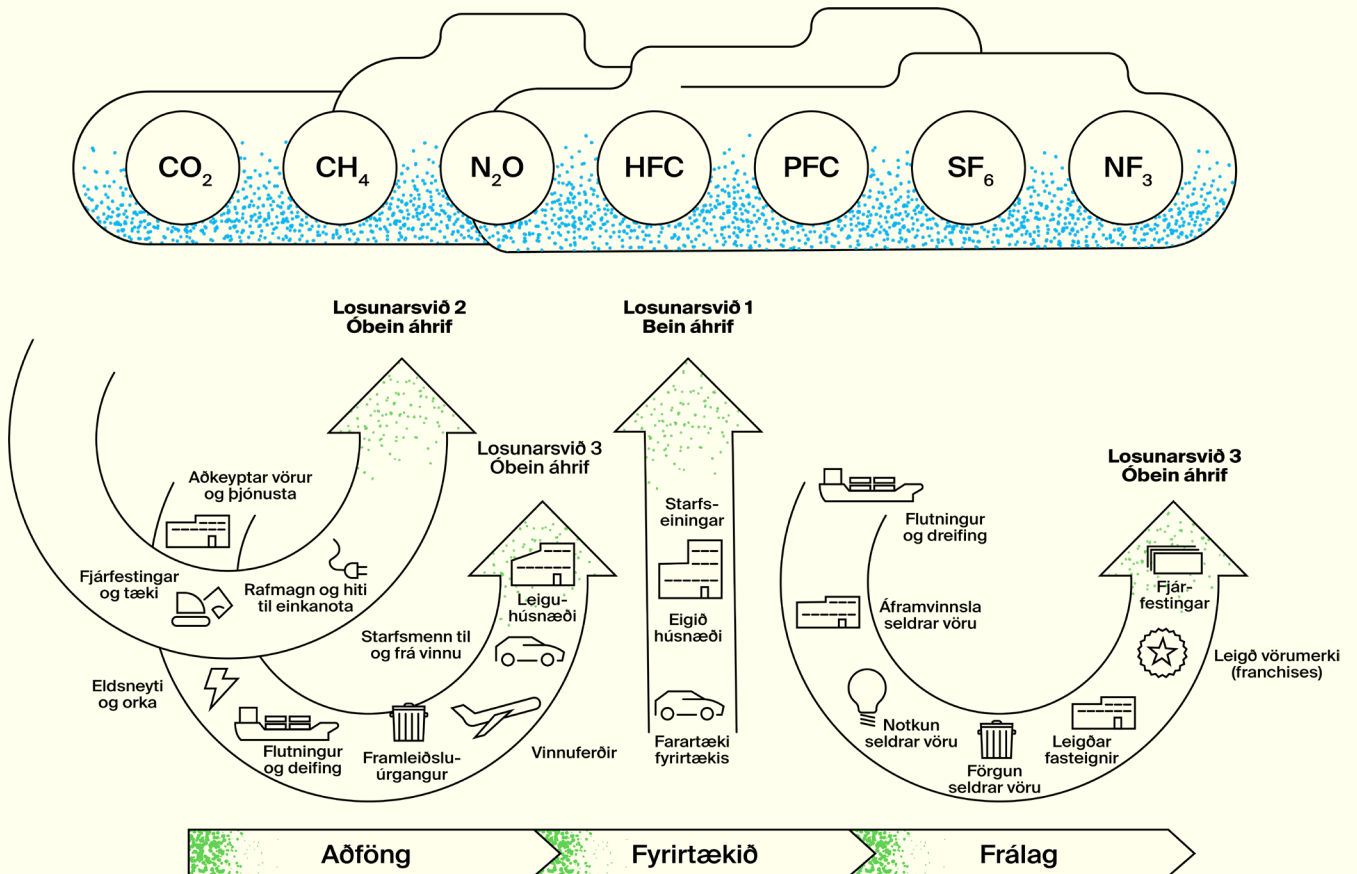 CO₂
CH₄
N₂O
HFC
PFC
SF₆
NF₃
Losunarsvið 2
Óbein áhrif
Losunarsvið 1
Bein áhrif
Losunarsvið 3
Óbein áhrif
Losunarsvið 3
Óbein áhrif
Aðkeyptar vörur
og þjónusta
Fjárfestingar
og tæki
Rafmagn og hiti
til einkanota
Leigu-
húsnæði
Starfsmenn til
og frá vinnu
Eldsneyti
og orka
Flutningur
og deifing
Framleiðslu-
úrgangur
Vinnuferðir
Starfs-
einingar
Eigið
húsnæði
Farartæki
fyrirtækis
Flutningur
og dreifing
Áframvinnsla
seldrar vöru
Notkun
seldrar vöru
Förgun
seldrar vöru
Leigðar
fasteignir
Leigð vörumerki
(franchises)
Fjár-
festingar
Aðföng
Fyrirtækið
Frálag